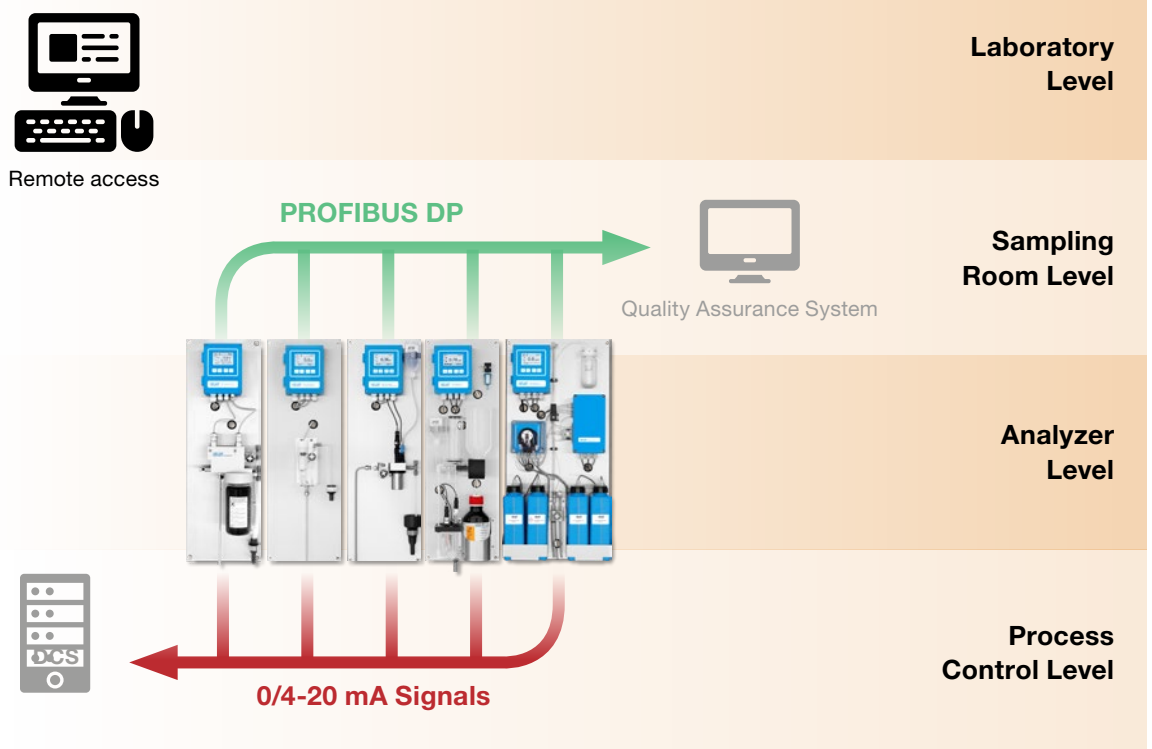 Laboratory
Level
Remote access
PROFIBUS DP
Sampling
Room Level
Quality Assurance System
Analyzer
Level
DCS
Process
Control Level
0/4-20 mA Signals